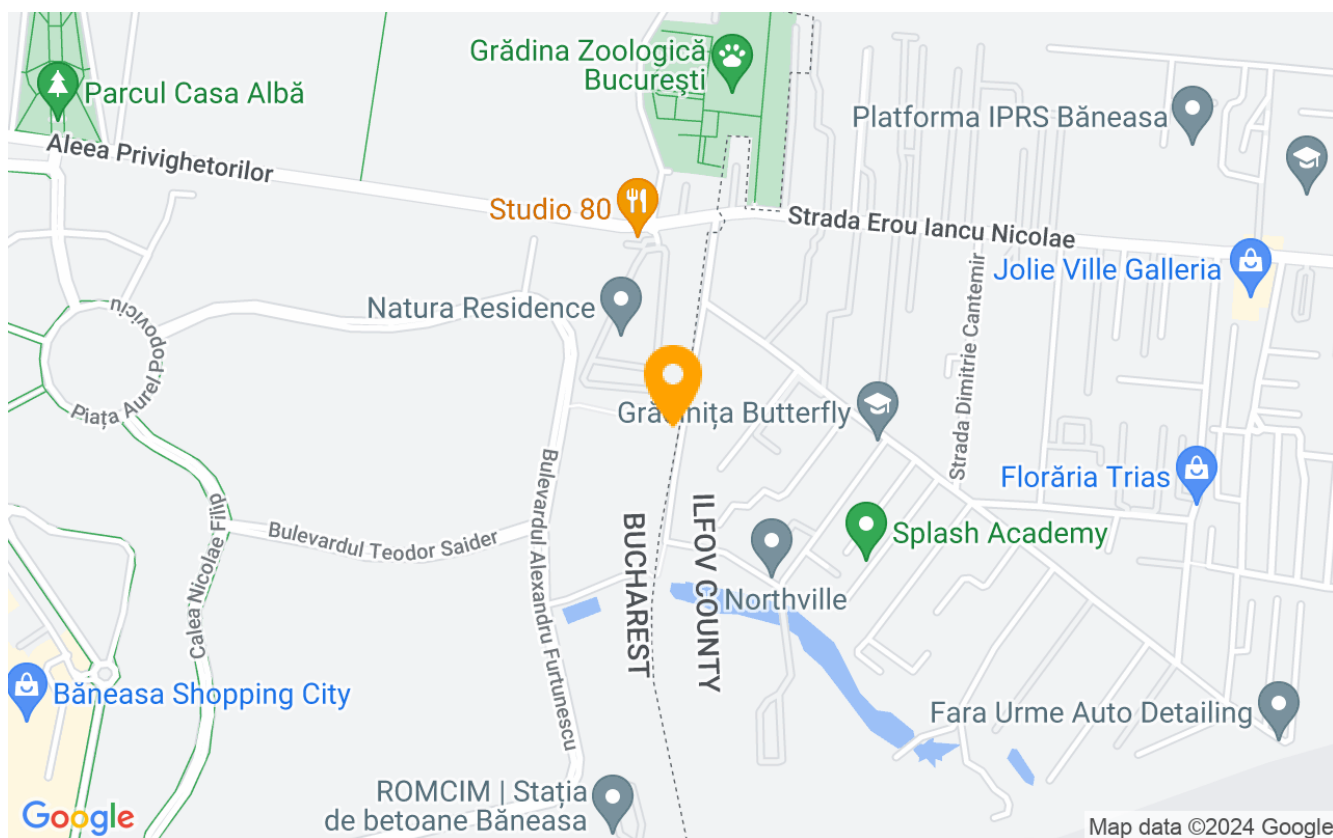 Grădina Zoologică
București
Parcul Casa Albă
Platforma IPRS Băneasa
Aleea Privighetorilor
Studio 80
Strada Erou Iancu Nicolae
Jolie Ville Galleria
Natura Residence
Strada Dimitrie Cantemir
Piața Aurel Popoviciu
Grădinița Butterfly
Florăria Trias
Bulevardul Alexandru Furtunescu
Calea Nicolae Filip
Bulevardul Teodor Saider
BUCHAREST
ILFOV COUNTY
Splash Academy
Northville
Băneasa Shopping City
Fara Urme Auto Detailing
ROMCIM | Stația
de betoane Băneasa
Google
Map data ©2024 Google